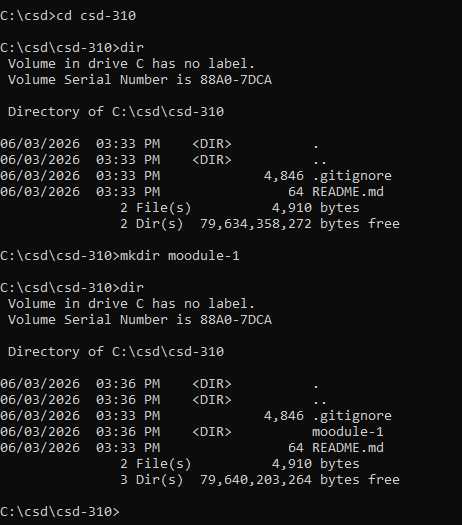 C:\csd>cd csd-310
C:\csd\csd-310>dir
 Volume in drive C has no label.
 Volume Serial Number is 88A0-7DCA
 Directory of C:\csd\csd-310
06/03/2026  03:33 PM    <DIR>          .
06/03/2026  03:33 PM    <DIR>          ..
06/03/2026  03:33 PM             4,846 .gitignore
06/03/2026  03:33 PM                64 README.md
               2 File(s)          4,910 bytes
               2 Dir(s)  79,634,358,272 bytes free
C:\csd\csd-310>mkdir moodule-1
C:\csd\csd-310>dir
 Volume in drive C has no label.
 Volume Serial Number is 88A0-7DCA
 Directory of C:\csd\csd-310
06/03/2026  03:36 PM    <DIR>          .
06/03/2026  03:36 PM    <DIR>          ..
06/03/2026  03:33 PM             4,846 .gitignore
06/03/2026  03:36 PM    <DIR>          moodule-1
06/03/2026  03:33 PM                64 README.md
               2 File(s)          4,910 bytes
               3 Dir(s)  79,640,203,264 bytes free
C:\csd\csd-310>